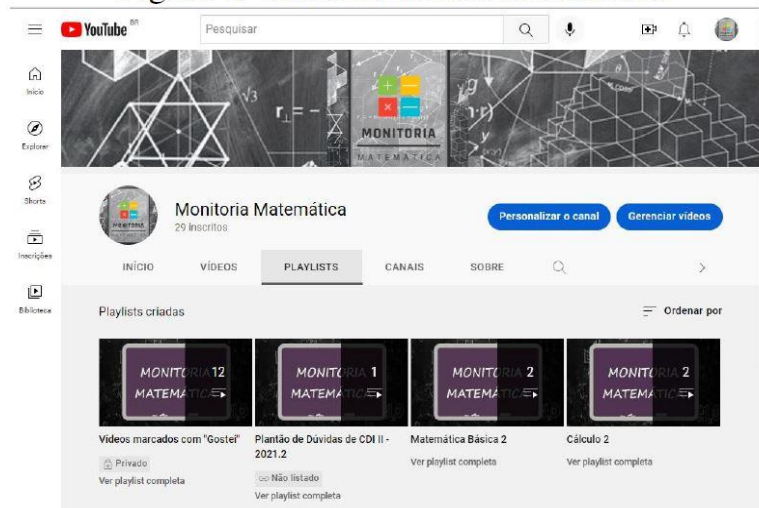 YouTube BR
Pesquisar
Início
Explorar
Shorts
Inscrições
Biblioteca
√3
r⊥= -
MONITORIA
MATEMÁTICA
Monitoria Matemática
29 inscritos
Personalizar o canal
Gerenciar vídeos
INÍCIO VÍDEOS PLAYLISTS CANAIS SOBRE
Playlists criadas
Ordenar por
MONITORIA 12
MATEMÁTICA
MONITORIA 1
MATEMÁTICA
MONITORIA 2
MATEMÁTICA
MONITORIA 2
MATEMÁTICA
Vídeos marcados com "Gostei"
Privado
Ver playlist completa
Plantão de Dúvidas de CDI II -
2021.2
Não listado
Ver playlist completa
Matemática Básica 2
Ver playlist completa
Cálculo 2
Ver playlist completa